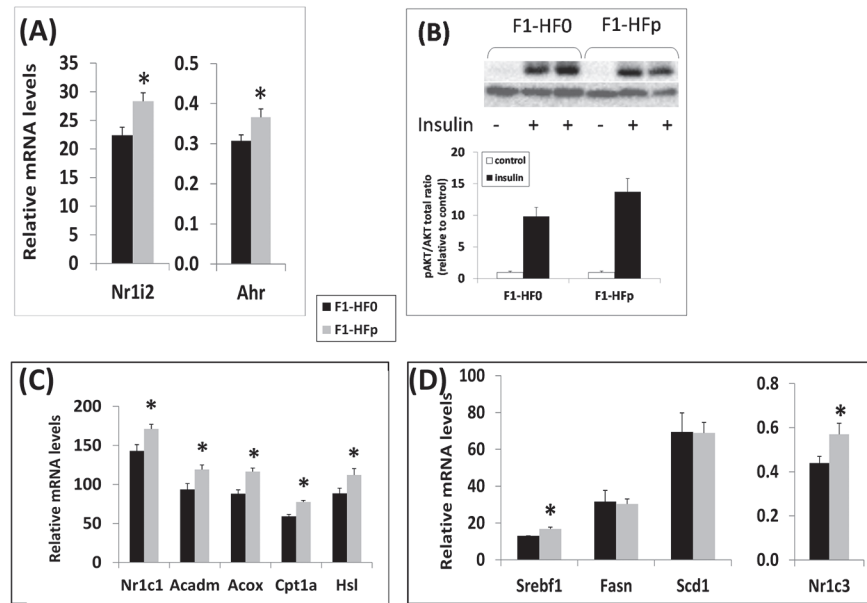 (A)
Relative mRNA levels
35
30
25
20
15
10
5
0
*
Nr1i2
0.5
0.4
0.3
0.2
0.1
0.0
*
Ahr
(B)
F1-HF0 F1-HFp
Insulin - + + - + +
pAKT/AKT total ratio
(relative to control)
20
15
10
5
0
control
insulin
F1-HF0 F1-HFp
F1-HF0
F1-HFp
(C)
Relative mRNA levels
200
150
100
50
0
* * * * *
Nr1c1 Acadm Acox Cpt1a Hsl
(D)
Relative mRNA levels
100
80
60
40
20
0
*
Srebf1 Fasn Scd1
0.8
0.6
0.4
0.2
0.0
*
Nr1c3